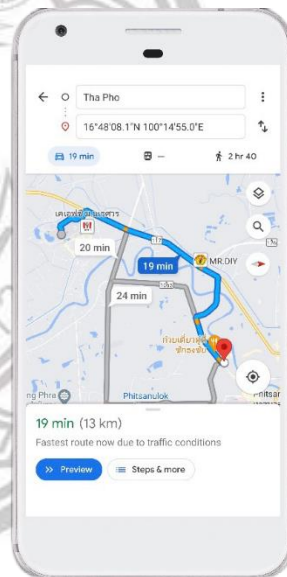 Tha Pho
16°48'08.1"N 100°14'55.0"E
19 min
–
2 hr 40
20 min
19 min
MR.DIY
24 min
Phitsanulok
19 min (13 km)
Fastest route now due to traffic conditions
Preview
Steps & more